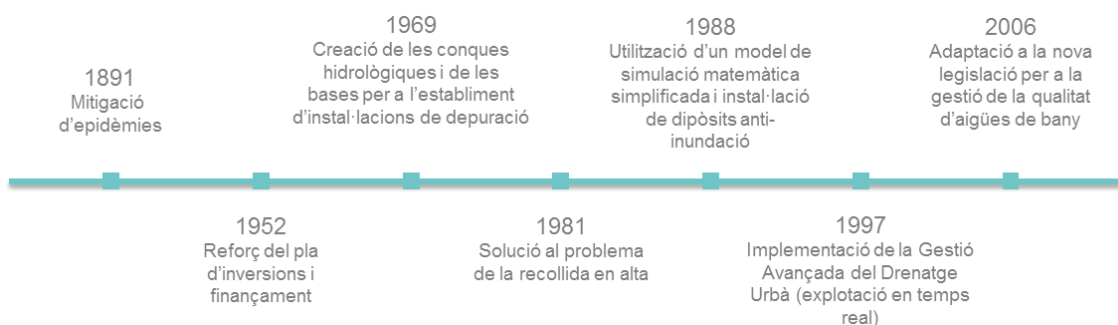 1891
Mitigació
d’epidèmies
1952
Reforç del pla
d’inversions i
finançament
1969
Creació de les conques
hidrològiques i de les
bases per a l’establiment
d’instal·lacions de depuració
1981
Solució al problema
de la recollida en alta
1988
Utilització d’un model de
simulació matemàtica
simplificada i instal·lació
de dipòsits anti-
inundació
1997
Implementació de la Gestió
Avançada del Drenatge
Urbà (explotació en temps
real)
2006
Adaptació a la nova
legislació per a la
gestió de la qualitat
d’aigües de bany